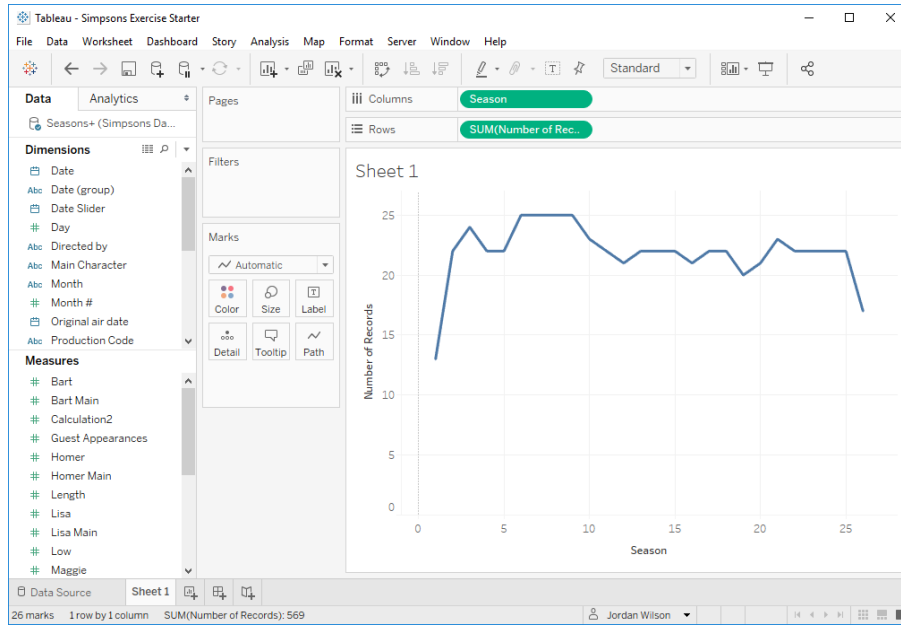 Tableau - Simpsons Exercise Starter
File Data Worksheet Dashboard Story Analysis Map Format Server Window Help
Standard
Data Analytics
Seasons+ (Simpsons Da...
Dimensions
Date
Abc Date (group)
Date Slider
# Day
Abc Directed by
Abc Main Character
Abc Month
# Month #
Original air date
Abc Production Code
Measures
# Bart
# Bart Main
# Calculation2
# Guest Appearances
# Homer
# Homer Main
# Length
# Lisa
# Lisa Main
# Low
# Maggie
Pages
Filters
Marks
Automatic
Color Size Label
Detail Tooltip Path
Columns Season
Rows SUM(Number of Rec..
Sheet 1
Number of Records
25
20
15
10
5
0
0 5 10 15 20 25
Season
Data Source Sheet 1
26 marks 1 row by 1 column SUM(Number of Records): 569 Jordan Wilson